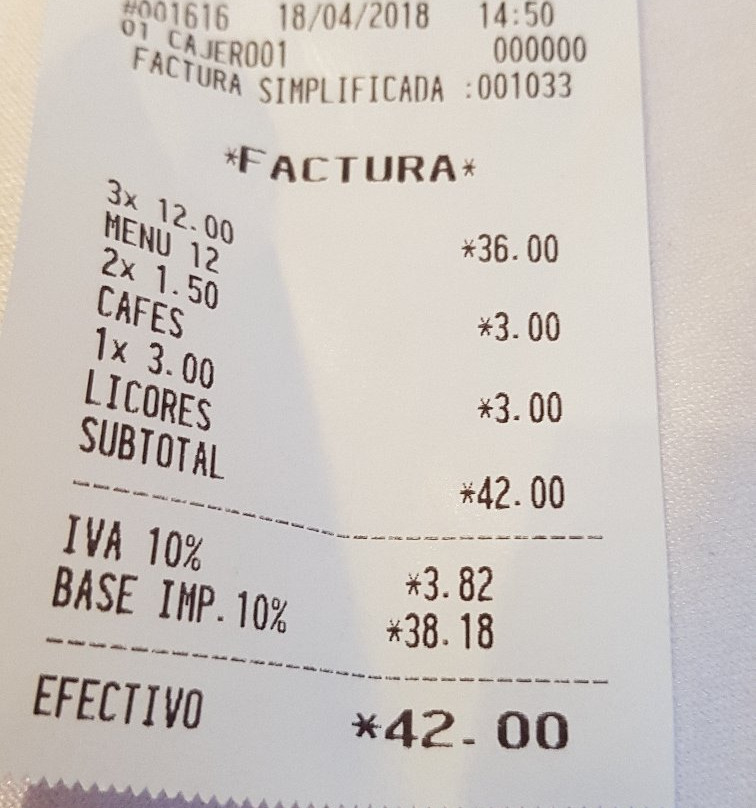 #001616 18/04/2018 14:50
01 CAJERO01 000000
FACTURA SIMPLIFICADA :001033
*FACTURA*
3x 12.00
MENU 12 *36.00
2x 1.50
CAFES *3.00
1x 3.00
LICORES *3.00
SUBTOTAL *42.00
IVA 10% *3.82
BASE IMP.10% *38.18
EFECTIVO *42.00